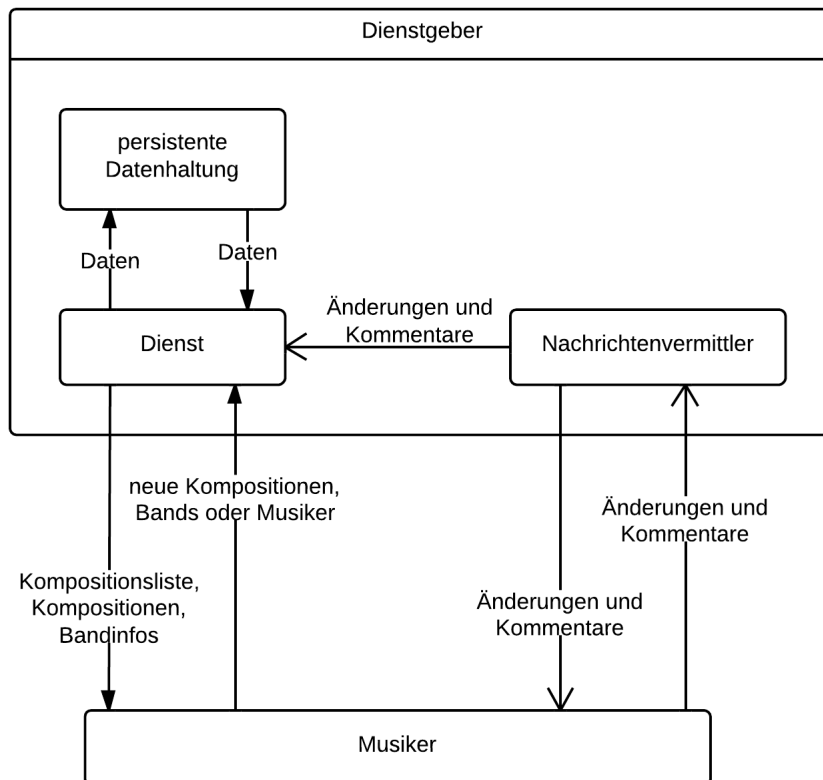 Dienstgeber
persistente
Datenhaltung
Daten
Daten
Änderungen und
Kommentare
Dienst
Nachrichtenvermittler
neue Kompositionen,
Bands oder Musiker
Änderungen und
Kommentare
Kompositionsliste,
Kompositionen,
Bandinfos
Änderungen und
Kommentare
Musiker